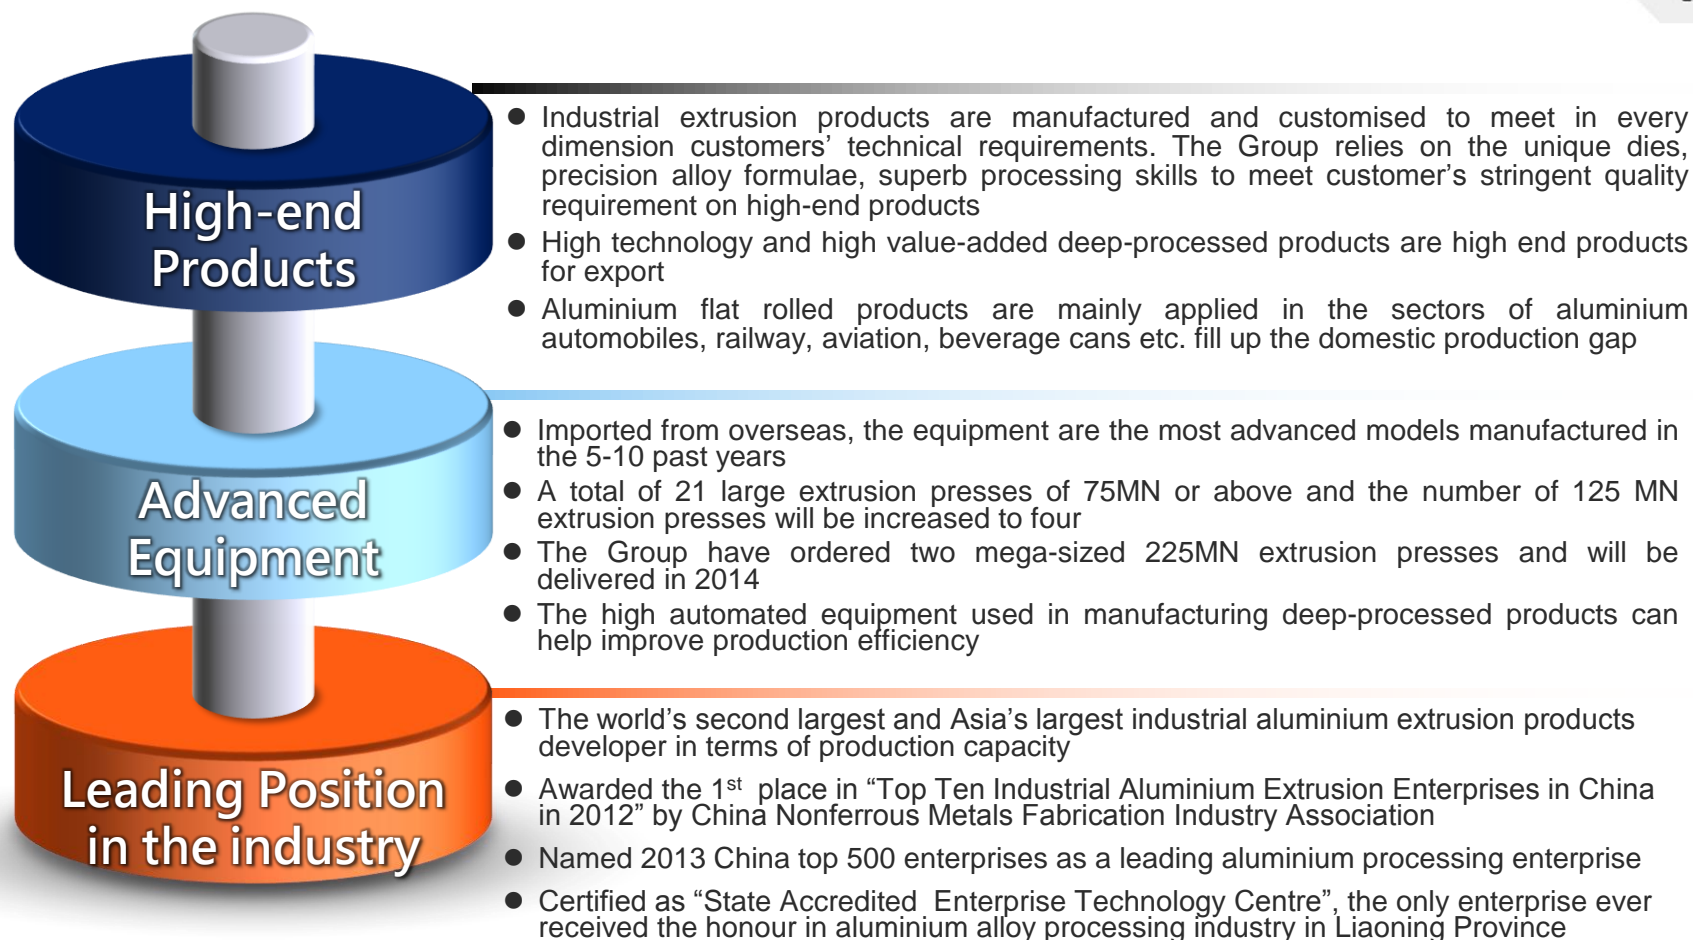 High-end
Products
● Industrial extrusion products are manufactured and customised to meet in every
dimension customers’ technical requirements. The Group relies on the unique dies,
precision alloy formulae, superb processing skills to meet customer’s stringent quality
requirement on high-end products
● High technology and high value-added deep-processed products are high end products
for export
● Aluminium flat rolled products are mainly applied in the sectors of aluminium
automobiles, railway, aviation, beverage cans etc. fill up the domestic production gap
Advanced
Equipment
● Imported from overseas, the equipment are the most advanced models manufactured in
the 5-10 past years
● A total of 21 large extrusion presses of 75MN or above and the number of 125 MN
extrusion presses will be increased to four
● The Group have ordered two mega-sized 225MN extrusion presses and will be
delivered in 2014
● The high automated equipment used in manufacturing deep-processed products can
help improve production efficiency
Leading Position
in the industry
● The world’s second largest and Asia’s largest industrial aluminium extrusion products
developer in terms of production capacity
● Awarded the 1st place in “Top Ten Industrial Aluminium Extrusion Enterprises in China
in 2012” by China Nonferrous Metals Fabrication Industry Association
● Named 2013 China top 500 enterprises as a leading aluminium processing enterprise
● Certified as “State Accredited Enterprise Technology Centre”, the only enterprise ever
received the honour in aluminium alloy processing industry in Liaoning Province